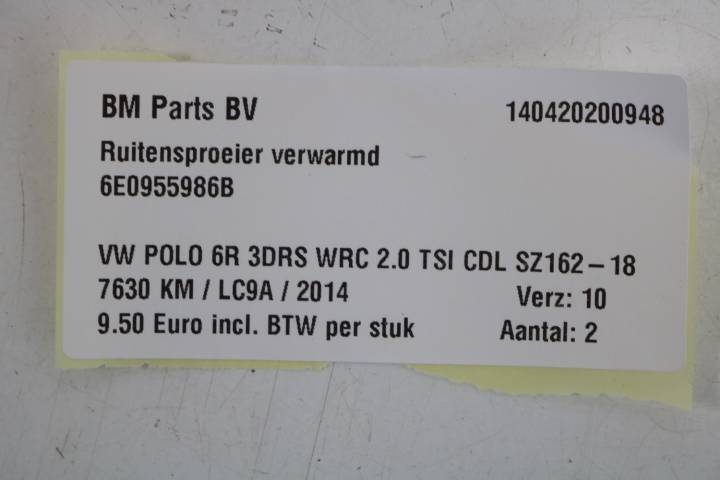 BM Parts BV 140420200948
Ruitensproeier verwarmd
6E0955986B
VW POLO 6R 3DRS WRC 2.0 TSI CDL SZ162-18
7630 KM / LC9A / 2014 Verz: 10
9.50 Euro incl. BTW per stuk Aantal: 2